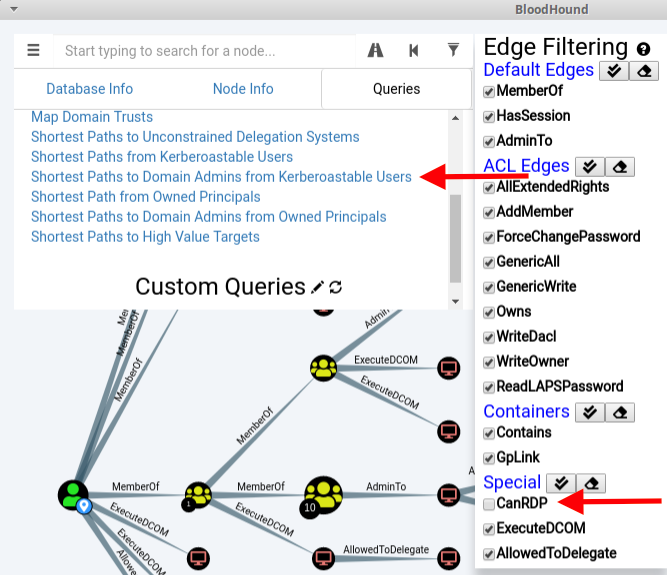 BloodHound
Start typing to search for a node...
Database Info
Node Info
Queries
Map Domain Trusts
Shortest Paths to Unconstrained Delegation Systems
Shortest Paths from Kerberoastable Users
Shortest Paths to Domain Admins from Kerberoastable Users
Shortest Path from Owned Principals
Shortest Paths to Domain Admins from Owned Principals
Shortest Paths to High Value Targets
Custom Queries
Edge Filtering
Default Edges
MemberOf
HasSession
AdminTo
ACL Edges
AllExtendedRights
AddMember
ForceChangePassword
GenericAll
GenericWrite
Owns
WriteDacl
WriteOwner
ReadLAPSPassword
Containers
Contains
GpLink
Special
CanRDP
ExecuteDCOM
AllowedToDelegate
MemberOf
MemberOf
ExecuteDCOM
ExecuteDCOM
MemberOf
MemberOf
1
MemberOf
10
AdminTo
ExecuteDCOM
ExecuteDCOM
ExecuteDCOM
AllowedToDelegate